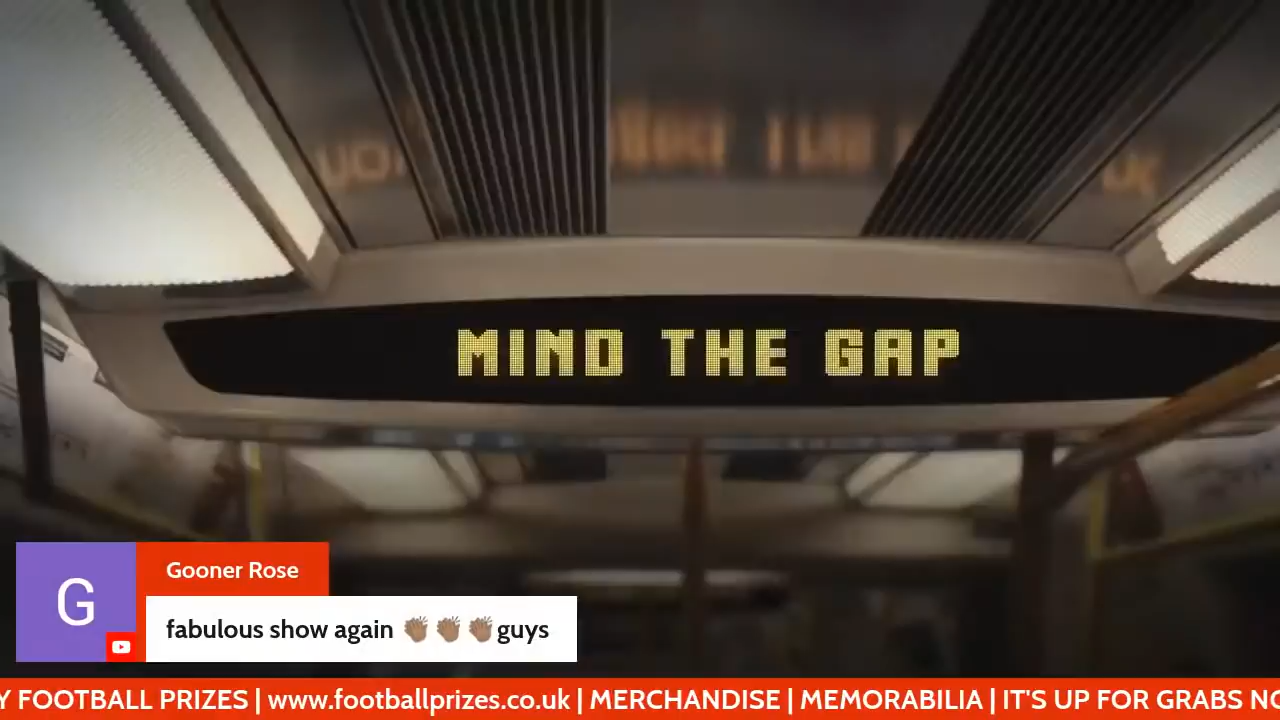 MIND THE GAP
G
Gooner Rose
fabulous show again 👏🏽 👏🏽 👏🏽guys
Y FOOTBALL PRIZES | www.footballprizes.co.uk | MERCHANDISE | MEMORABILIA | IT'S UP FOR GRABS NO